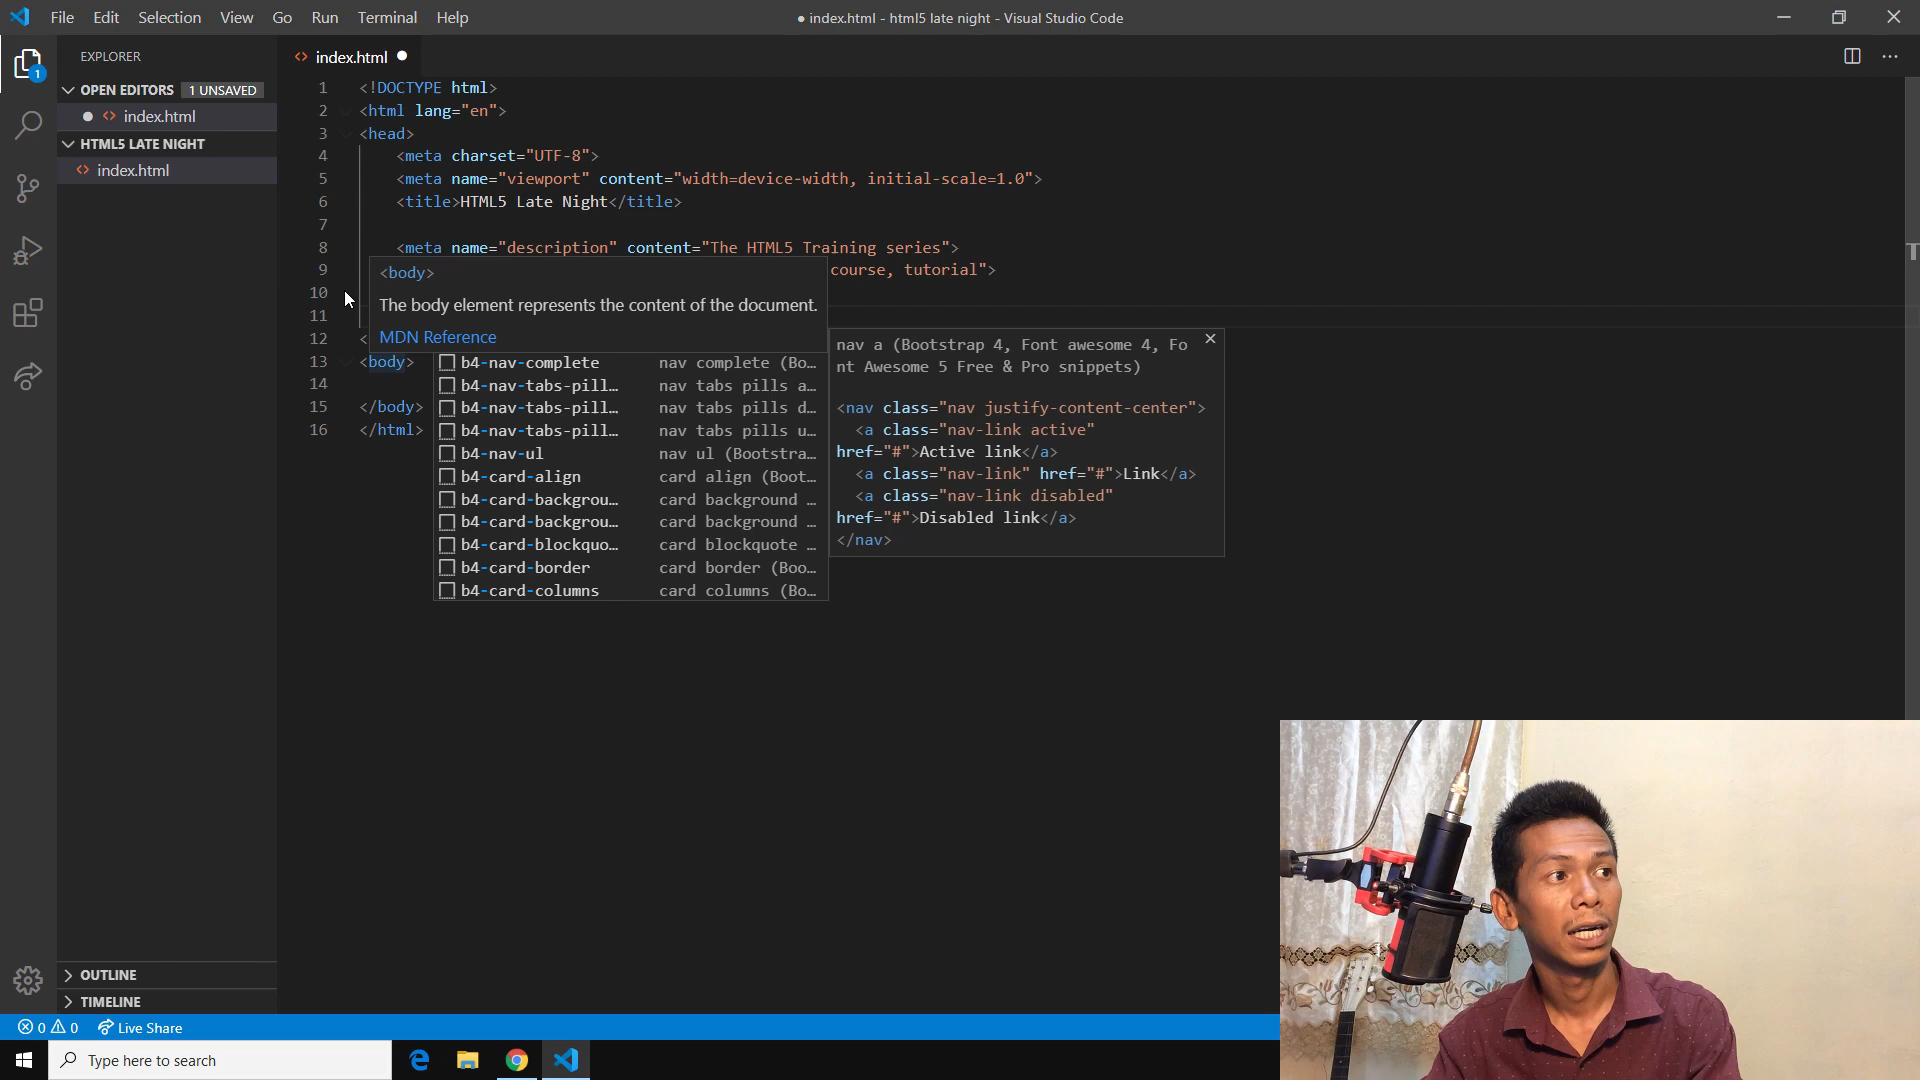 File Edit Selection View Go Run Terminal Help
● index.html - html5 late night - Visual Studio Code
EXPLORER
OPEN EDITORS 1 UNSAVED
index.html
HTML5 LATE NIGHT
index.html
OUTLINE
TIMELINE
1
index.html
1 <!DOCTYPE html>
2 <html lang="en">
3 <head>
4 <meta charset="UTF-8">
5 <meta name="viewport" content="width=device-width, initial-scale=1.0">
6 <title>HTML5 Late Night</title>
7
8 <meta name="description" content="The HTML5 Training series">
9 course, tutorial">
10
11
12 <
13 <body>
14
15 </body>
16 </html>
<body>
The body element represents the content of the document.
MDN Reference
b4-nav-complete nav complete (Bo…
b4-nav-tabs-pill… nav tabs pills a…
b4-nav-tabs-pill… nav tabs pills d…
b4-nav-tabs-pill… nav tabs pills u…
b4-nav-ul nav ul (Bootstra…
b4-card-align card align (Boot…
b4-card-backgrou… card background …
b4-card-backgrou… card background …
b4-card-blockquo… card blockquote …
b4-card-border card border (Boo…
b4-card-columns card columns (Bo…
nav a (Bootstrap 4, Font awesome 4, Fo
nt Awesome 5 Free & Pro snippets)
<nav class="nav justify-content-center">
<a class="nav-link active"
href="#">Active link</a>
<a class="nav-link" href="#">Link</a>
<a class="nav-link disabled"
href="#">Disabled link</a>
</nav>
0 0 Live Share
Type here to search